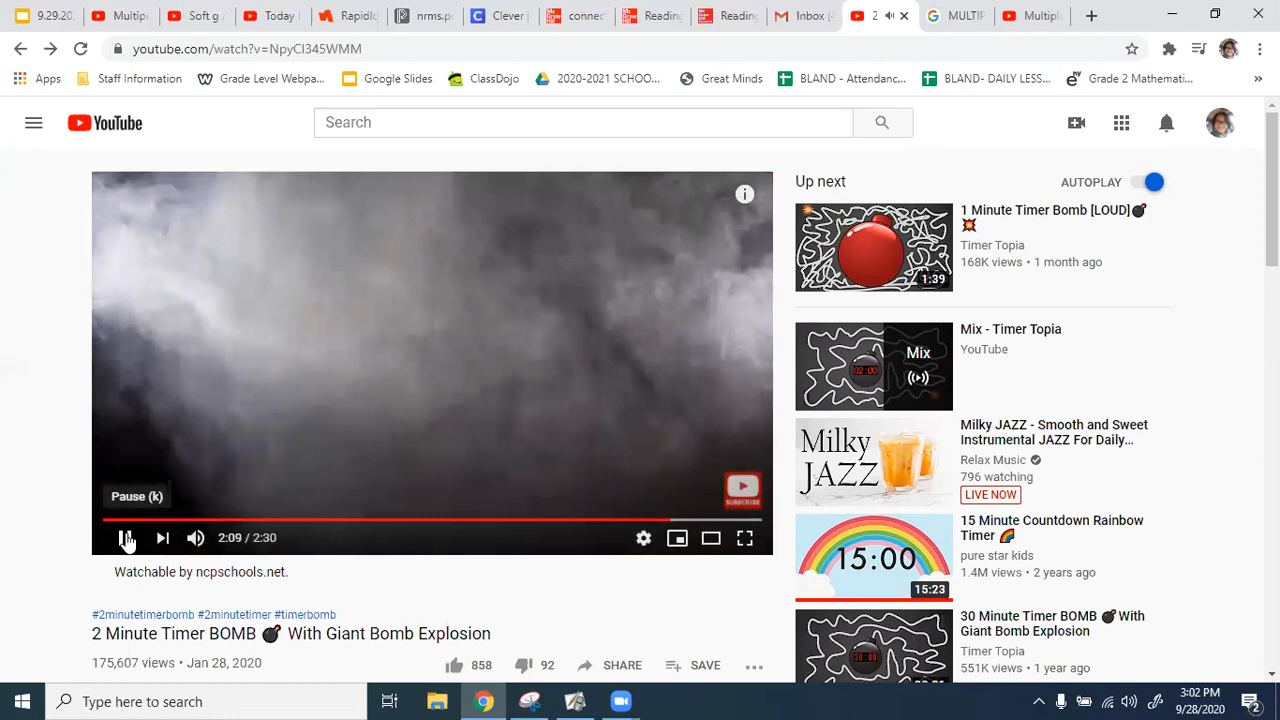 9.29.20
Multip
Soft g
Today
Rapidl
nrms.p
Clever
connec
Reading
Reading
Inbox (4
2
MULTIP
Multipl
youtube.com/watch?v=NpyCI345WMM
Apps
Staff Information
Grade Level Webpa...
Google Slides
ClassDojo
2020-2021 SCHOO...
Great Minds
BLAND - Attendanc...
BLAND- DAILY LESS...
Grade 2 Mathemati...
YouTube
Search
Up next
AUTOPLAY
1 Minute Timer Bomb [LOUD]💣
💥
Timer Topia
168K views • 1 month ago
1:39
Mix - Timer Topia
YouTube
Mix
02:00
Milky JAZZ - Smooth and Sweet
Instrumental JAZZ For Daily...
Relax Music
796 watching
LIVE NOW
Milky
JAZZ
15 Minute Countdown Rainbow
Timer 🌈
pure star kids
1.4M views • 2 years ago
15:00
15:23
30 Minute Timer BOMB 💣With
Giant Bomb Explosion
Timer Topia
551K views • 1 year ago
Pause (k)
SUBSCRIBE
2:09 / 2:30
Watchable by ncpschools.net.
#2minutetimerbomb #2minutetimer #timerbomb
2 Minute Timer BOMB 💣 With Giant Bomb Explosion
175,607 views • Jan 28, 2020
858
92
SHARE
SAVE
Type here to search
3:02 PM
9/28/2020
2